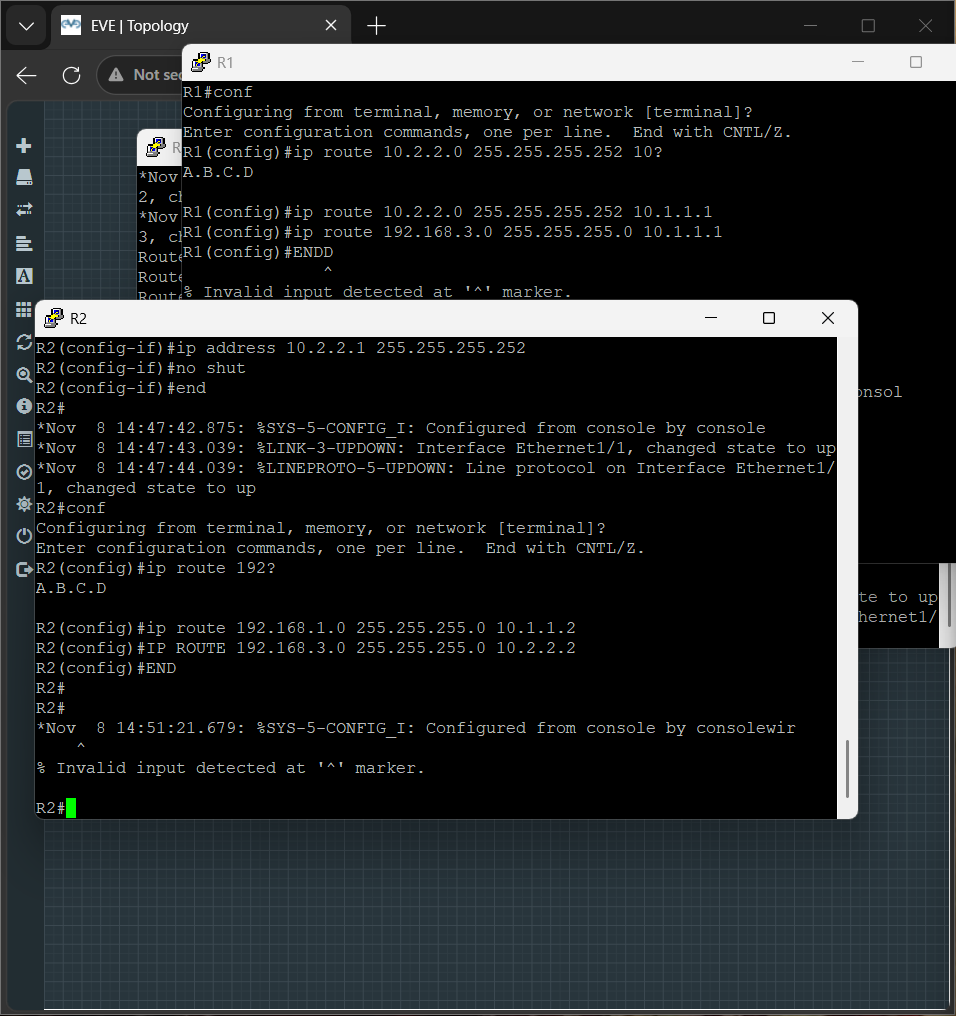 EVE | Topology
R1
Not sec
R1#conf
Configuring from terminal, memory, or network [terminal]?
Enter configuration commands, one per line.  End with CNTL/Z.
R1(config)#ip route 10.2.2.0 255.255.255.252 10?
A.B.C.D
R1(config)#ip route 10.2.2.0 255.255.255.252 10.1.1.1
R1(config)#ip route 192.168.3.0 255.255.255.0 10.1.1.1
R1(config)#ENDD
^
% Invalid input detected at '^' marker.
R
*Nov
2, ch
*Nov
3, ch
Route
Route
Route
R2
R2(config-if)#ip address 10.2.2.1 255.255.255.252
R2(config-if)#no shut
R2(config-if)#end
R2#
*Nov  8 14:47:42.875: %SYS-5-CONFIG_I: Configured from console by console
*Nov  8 14:47:43.039: %LINK-3-UPDOWN: Interface Ethernet1/1, changed state to up
*Nov  8 14:47:44.039: %LINEPROTO-5-UPDOWN: Line protocol on Interface Ethernet1/
1, changed state to up
R2#conf
Configuring from terminal, memory, or network [terminal]?
Enter configuration commands, one per line.  End with CNTL/Z.
R2(config)#ip route 192?
A.B.C.D
R2(config)#ip route 192.168.1.0 255.255.255.0 10.1.1.2
R2(config)#IP ROUTE 192.168.3.0 255.255.255.0 10.2.2.2
R2(config)#END
R2#
R2#
*Nov  8 14:51:21.679: %SYS-5-CONFIG_I: Configured from console by consolewir
^
% Invalid input detected at '^' marker.
R2#
onsol
te to up
hernet1/